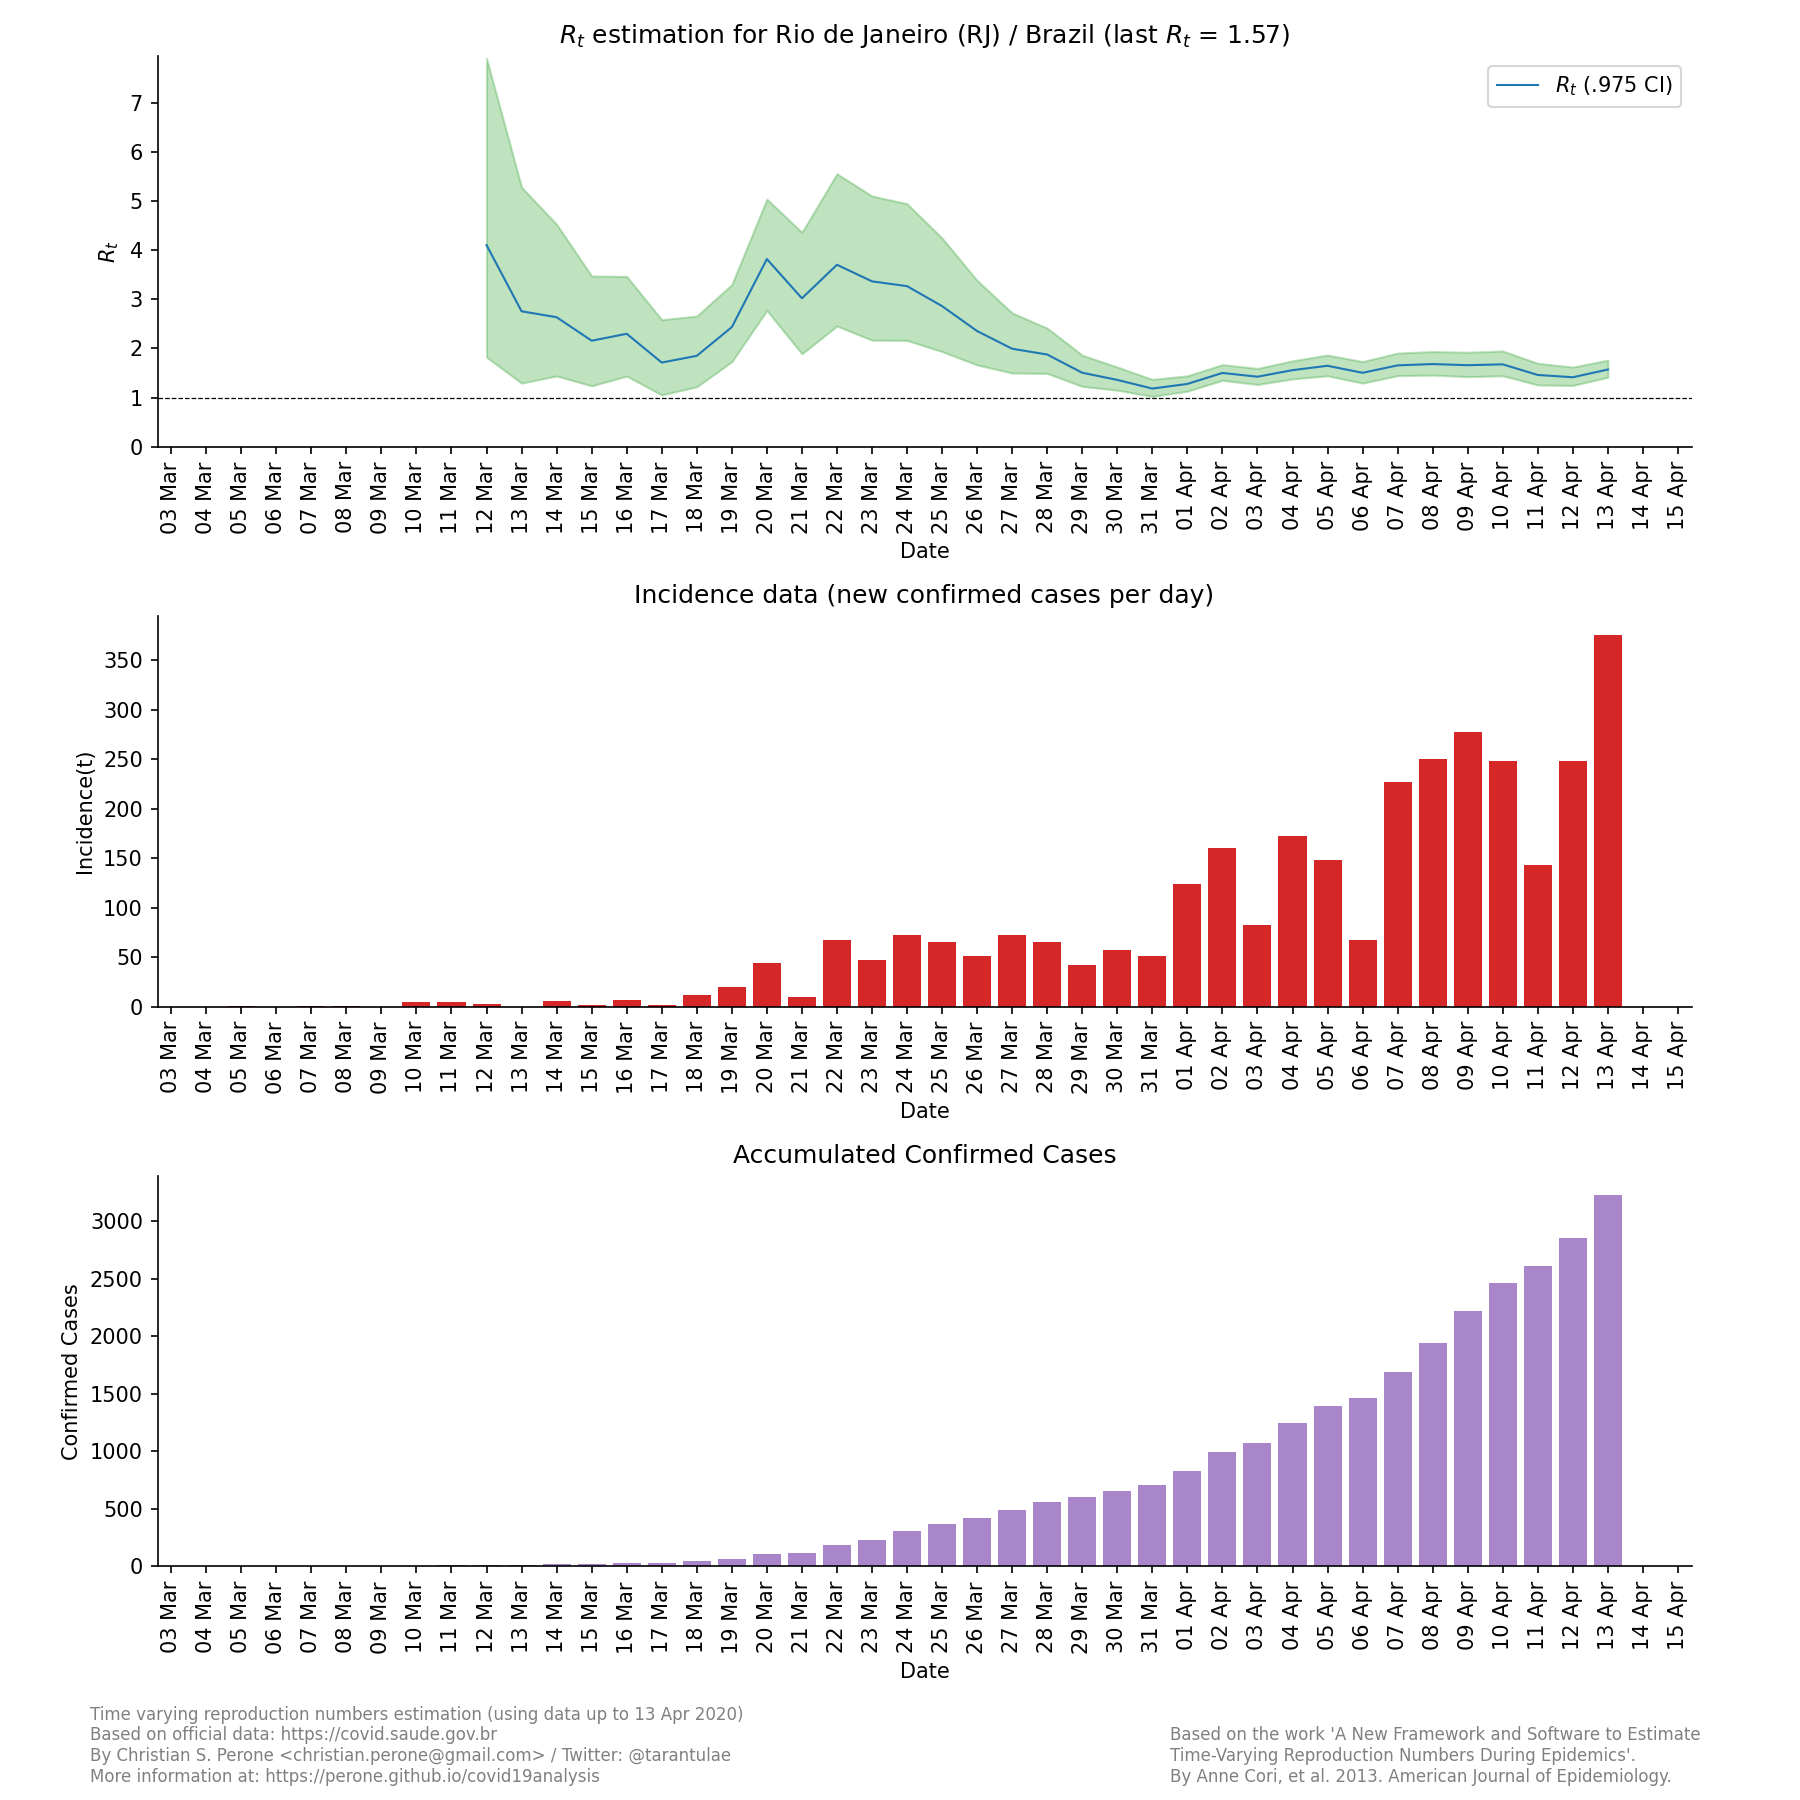 Rt estimation for Rio de Janeiro (RJ) / Brazil (last Rt = 1.57)
Rt (.975 CI)
Rt
7
6
5
4
3
2
1
0
03 Mar 04 Mar 05 Mar 06 Mar 07 Mar 08 Mar 09 Mar 10 Mar 11 Mar 12 Mar 13 Mar 14 Mar 15 Mar 16 Mar 17 Mar 18 Mar 19 Mar 20 Mar 21 Mar 22 Mar 23 Mar 24 Mar 25 Mar 26 Mar 27 Mar 28 Mar 29 Mar 30 Mar 31 Mar 01 Apr 02 Apr 03 Apr 04 Apr 05 Apr 06 Apr 07 Apr 08 Apr 09 Apr 10 Apr 11 Apr 12 Apr 13 Apr 14 Apr 15 Apr
Date
Incidence data (new confirmed cases per day)
Incidence(t)
350
300
250
200
150
100
50
0
03 Mar 04 Mar 05 Mar 06 Mar 07 Mar 08 Mar 09 Mar 10 Mar 11 Mar 12 Mar 13 Mar 14 Mar 15 Mar 16 Mar 17 Mar 18 Mar 19 Mar 20 Mar 21 Mar 22 Mar 23 Mar 24 Mar 25 Mar 26 Mar 27 Mar 28 Mar 29 Mar 30 Mar 31 Mar 01 Apr 02 Apr 03 Apr 04 Apr 05 Apr 06 Apr 07 Apr 08 Apr 09 Apr 10 Apr 11 Apr 12 Apr 13 Apr 14 Apr 15 Apr
Date
Accumulated Confirmed Cases
Confirmed Cases
3000
2500
2000
1500
1000
500
0
03 Mar 04 Mar 05 Mar 06 Mar 07 Mar 08 Mar 09 Mar 10 Mar 11 Mar 12 Mar 13 Mar 14 Mar 15 Mar 16 Mar 17 Mar 18 Mar 19 Mar 20 Mar 21 Mar 22 Mar 23 Mar 24 Mar 25 Mar 26 Mar 27 Mar 28 Mar 29 Mar 30 Mar 31 Mar 01 Apr 02 Apr 03 Apr 04 Apr 05 Apr 06 Apr 07 Apr 08 Apr 09 Apr 10 Apr 11 Apr 12 Apr 13 Apr 14 Apr 15 Apr
Date
Time varying reproduction numbers estimation (using data up to 13 Apr 2020)
Based on official data: https://covid.saude.gov.br
By Christian S. Perone <christian.perone@gmail.com> / Twitter: @tarantulae
More information at: https://perone.github.io/covid19analysis
Based on the work 'A New Framework and Software to Estimate
Time-Varying Reproduction Numbers During Epidemics'.
By Anne Cori, et al. 2013. American Journal of Epidemiology.